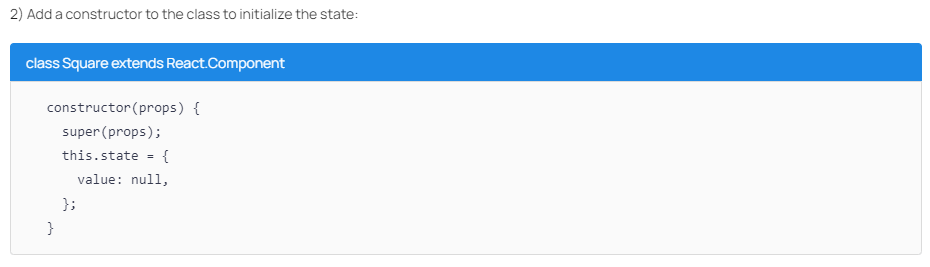 2) Add a constructor to the class to initialize the state:
class Square extends React.Component
constructor(props) {
super(props);
this.state = {
value: null,
};
}